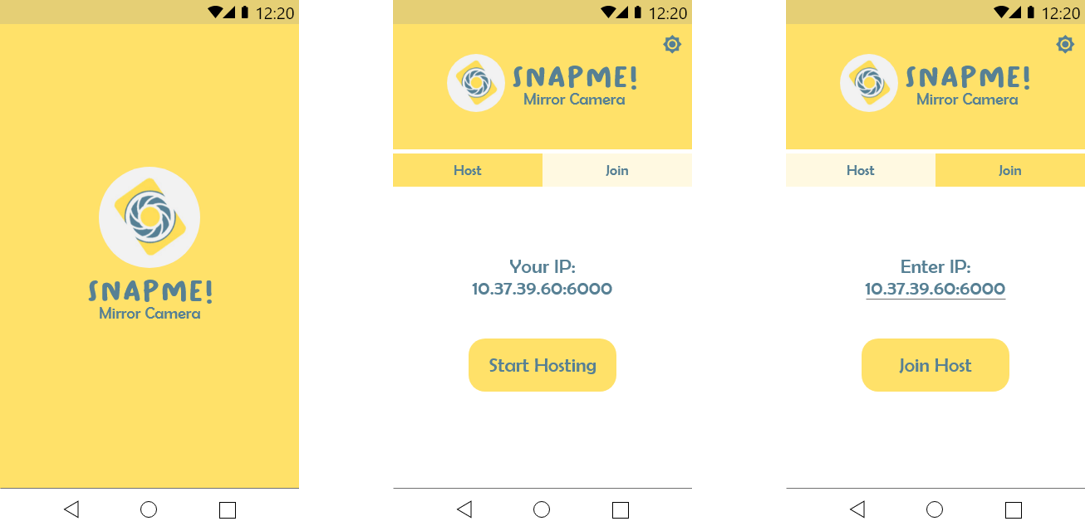 12:20
SNAPME!
Mirror Camera
12:20
SNAPME!
Mirror Camera
Host
Join
Your IP:
10.37.39.60:6000
Start Hosting
12:20
SNAPME!
Mirror Camera
Host
Join
Enter IP:
10.37.39.60:6000
Join Host